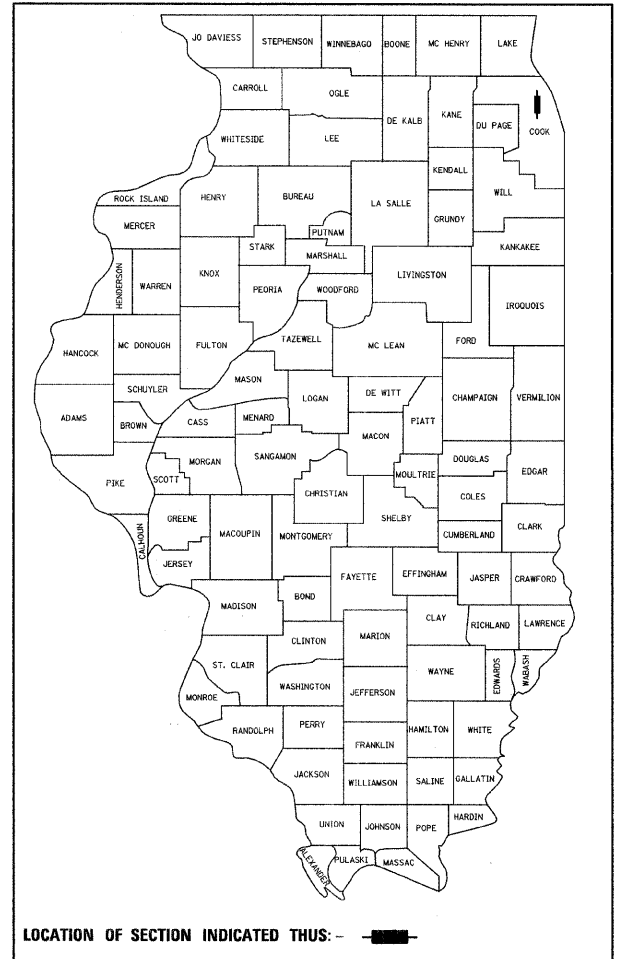 JO DAVIESS STEPHENSON WINNEBAGO BOONE MC HENRY LAKE
CARROLL OGLE DE KALB KANE DU PAGE COOK
WHITESIDE LEE KENDALL WILL
ROCK ISLAND HENRY BUREAU LA SALLE GRUNDY
MERCER STARK PUTNAM MARSHALL KANKAKEE
HENDERSON WARREN KNOX PEORIA WOODFORD LIVINGSTON IROQUOIS
HANCOCK MC DONOUGH FULTON TAZEWELL MC LEAN FORD
SCHUYLER MASON LOGAN DE WITT CHAMPAIGN VERMILION
ADAMS BROWN CASS MENARD MACON PIATT
PIKE SCOTT MORGAN SANGAMON CHRISTIAN MOULTRIE DOUGLAS EDGAR
COLES
CALHOUN GREENE MACOUPIN MONTGOMERY SHELBY CUMBERLAND CLARK
JERSEY FAYETTE EFFINGHAM JASPER CRAWFORD
MADISON BOND CLAY RICHLAND LAWRENCE
CLINTON MARION
ST. CLAIR WAYNE EDWARDS WABASH
MONROE WASHINGTON JEFFERSON
RANDOLPH PERRY HAMILTON WHITE
FRANKLIN
JACKSON WILLIAMSON SALINE GALLATIN
UNION JOHNSON POPE HARDIN
ALEXANDER PULASKI MASSAC
LOCATION OF SECTION INDICATED THUS: -